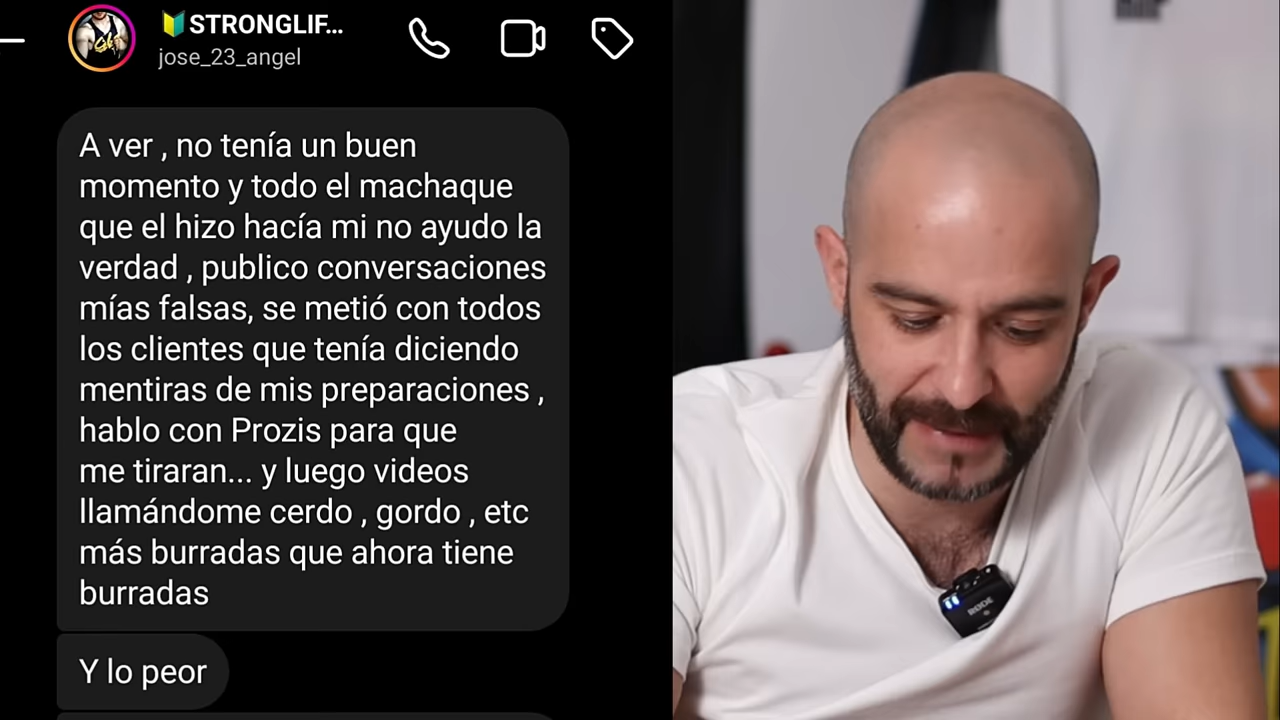 🔰STRONGLIF...
jose_23_angel
A ver , no tenía un buen
momento y todo el machaque
que el hizo hacía mi no ayudo la
verdad , publico conversaciones
mías falsas, se metió con todos
los clientes que tenía diciendo
mentiras de mis preparaciones ,
hablo con Prozis para que
me tiraran... y luego videos
llamándome cerdo , gordo , etc
más burradas que ahora tiene
burradas
Y lo peor
RØDE